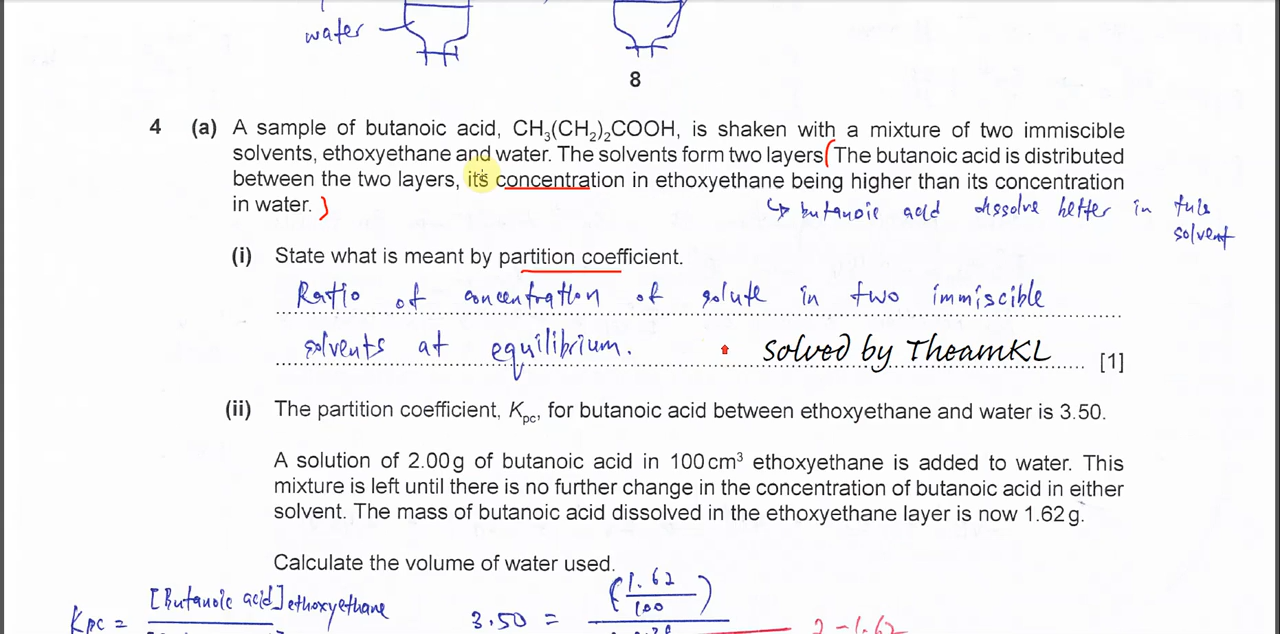 water
8
4 (a) A sample of butanoic acid, CH₃(CH₂)₂COOH, is shaken with a mixture of two immiscible
solvents, ethoxyethane and water. The solvents form two layers (The butanoic acid is distributed
between the two layers, its concentration in ethoxyethane being higher than its concentration
in water. )
↳ butanoic acid dissolve better in this
solvent
(i) State what is meant by partition coefficient.
Ratio of concentration of solute in two immiscible
solvents at equilibrium.
Solved by TheamKL
[1]
(ii) The partition coefficient, Kpc, for butanoic acid between ethoxyethane and water is 3.50.
A solution of 2.00 g of butanoic acid in 100 cm³ ethoxyethane is added to water. This
mixture is left until there is no further change in the concentration of butanoic acid in either
solvent. The mass of butanoic acid dissolved in the ethoxyethane layer is now 1.62 g.
Calculate the volume of water used.
Kpc = [Butanoic acid] ethoxyethane
3.50 = (1.62/100)
2 - 1.62